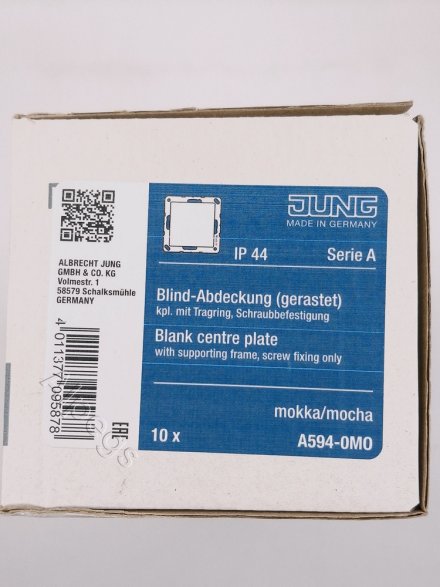 JUNG
MADE IN GERMANY
IP 44 Serie A
ALBRECHT JUNG
GMBH & CO. KG
Volmestr. 1
58579 Schalksmühle
GERMANY
Blind-Abdeckung (gerastet)
kpl. mit Tragring, Schraubbefestigung
Blank centre plate
with supporting frame, screw fixing only
4 011377 095878
EAC
mokka/mocha
10 x A594-0MO